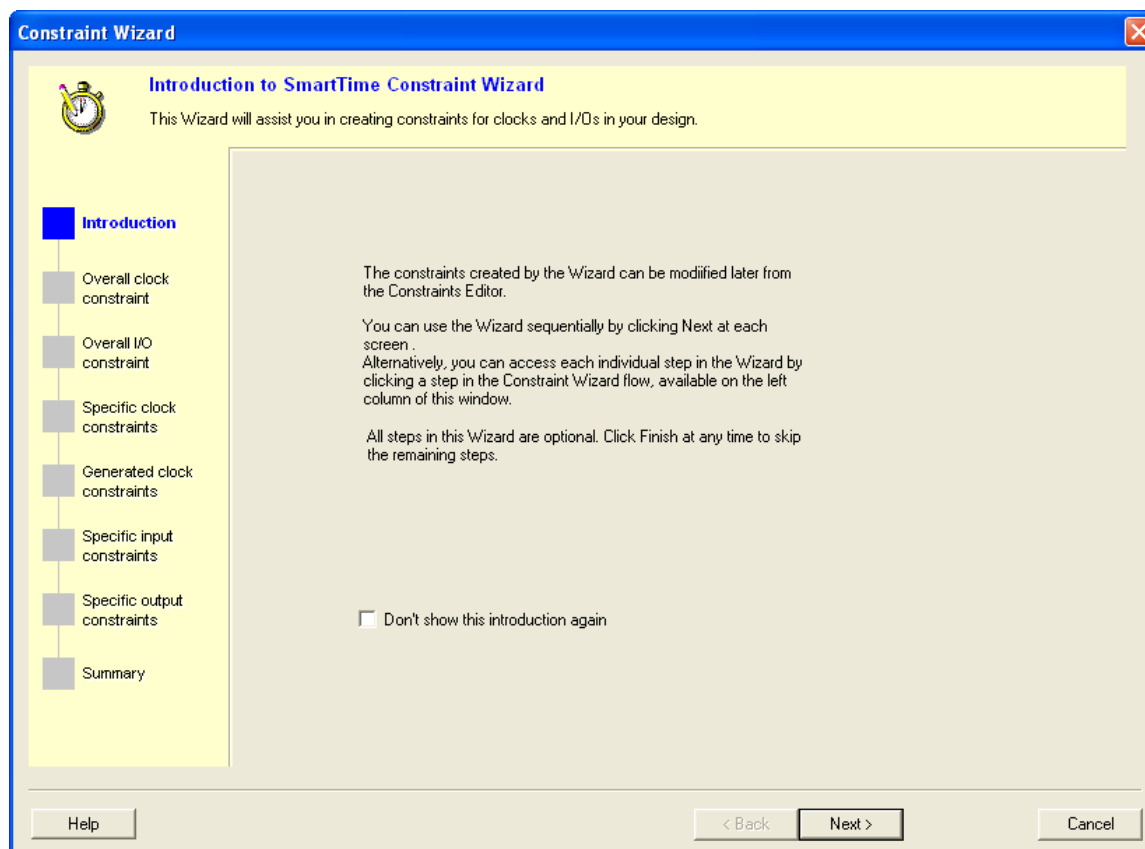 Constraint Wizard
Introduction to SmartTime Constraint Wizard
This Wizard will assist you in creating constraints for clocks and I/Os in your design.
Introduction
Overall clock
constraint
Overall I/O
constraint
Specific clock
constraints
Generated clock
constraints
Specific input
constraints
Specific output
constraints
Summary
The constraints created by the Wizard can be modiified later from
the Constraints Editor.
You can use the Wizard sequentially by clicking Next at each
screen .
Alternatively, you can access each individual step in the Wizard by
clicking a step in the Constraint Wizard flow, available on the left
column of this window.
All steps in this Wizard are optional. Click Finish at any time to skip
the remaining steps.
Don't show this introduction again
Help
< Back
Next >
Cancel